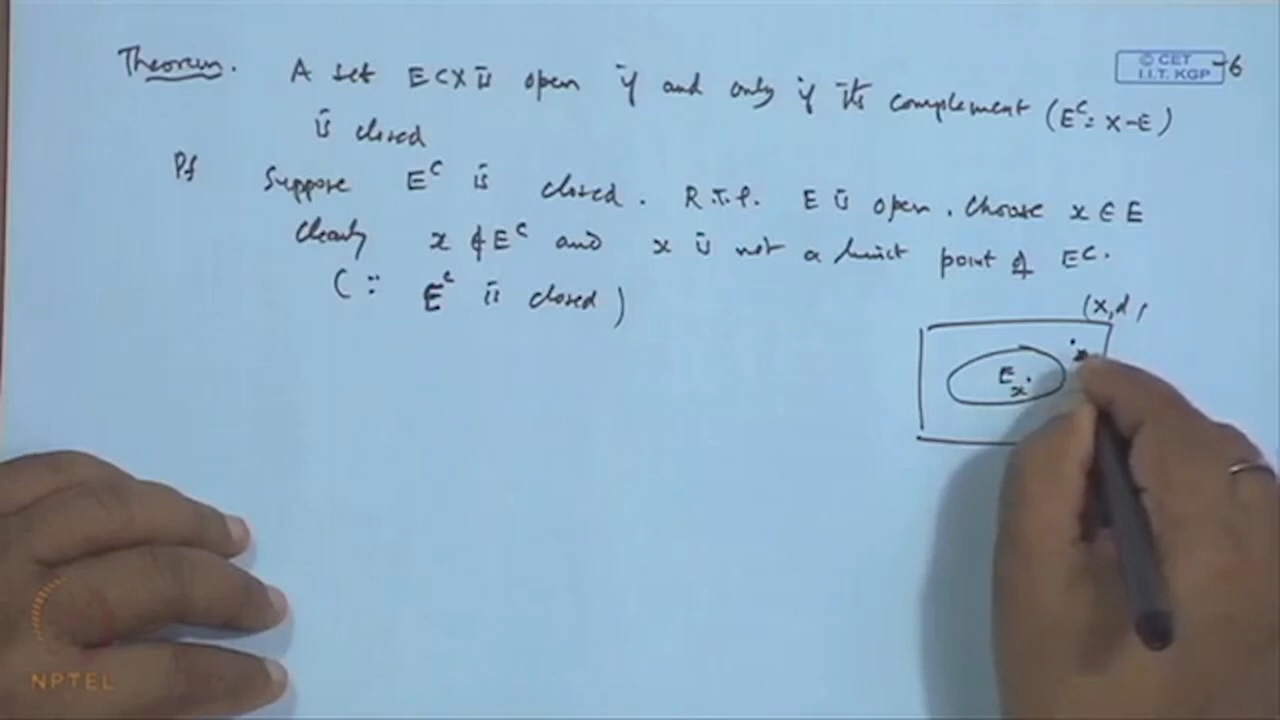 Theorem. A set E⊂X is open if and only if its complement (E^c = X-E)
is closed
Pf Suppose E^c is closed. R.T.P. E is open. Choose x ∈ E
Clearly x ∉ E^c and x is not a limit point of E^c.
(∵ E^c is closed)
(X,d)
E
x
© CET
I.I.T. KGP
-6
NPTEL